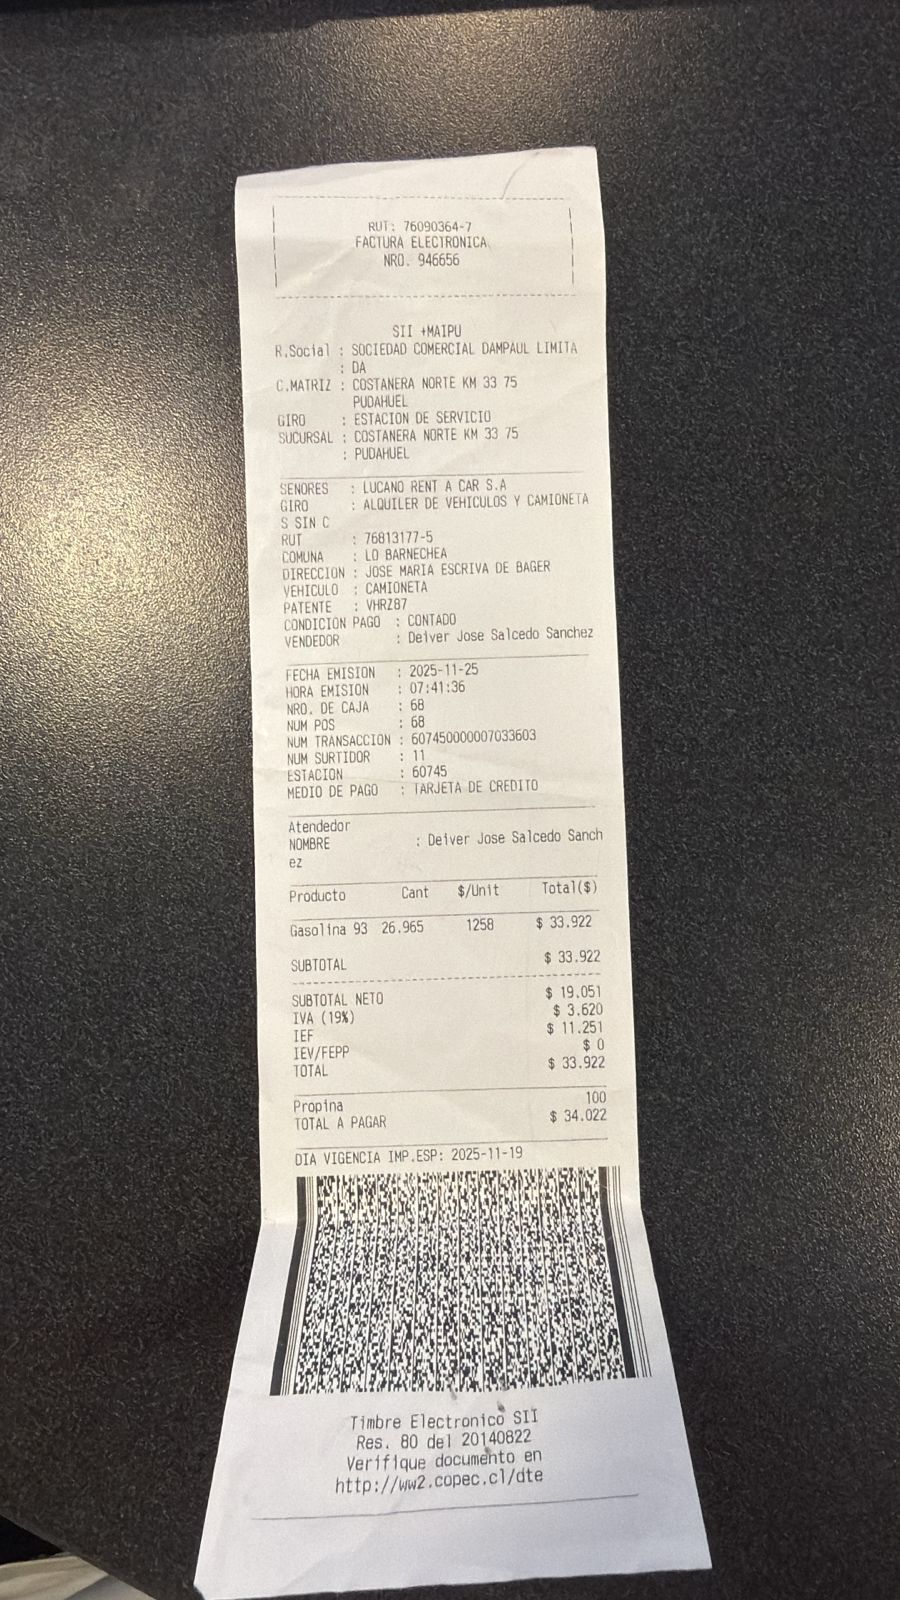 RUT: 76090364-7
FACTURA ELECTRONICA
NRO. 946656
SII +MAIPU
R.Social : SOCIEDAD COMERCIAL DAMPAUL LIMITA
: DA
C.MATRIZ : COSTANERA NORTE KM 33 75
PUDAHUEL
GIRO : ESTACION DE SERVICIO
SUCURSAL : COSTANERA NORTE KM 33 75
: PUDAHUEL
SENORES : LUCANO RENT A CAR S.A
GIRO : ALQUILER DE VEHICULOS Y CAMIONETA
S SIN C
RUT : 76813177-5
COMUNA : LO BARNECHEA
DIRECCION : JOSE MARIA ESCRIVA DE BAGER
VEHICULO : CAMIONETA
PATENTE : VHRZ87
CONDICION PAGO : CONTADO
VENDEDOR : Deiver Jose Salcedo Sanchez
FECHA EMISION : 2025-11-25
HORA EMISION : 07:41:36
NRO. DE CAJA : 68
NUM POS : 68
NUM TRANSACCION : 607450000007033603
NUM SURTIDOR : 11
ESTACION : 60745
MEDIO DE PAGO : TARJETA DE CREDITO
Atendedor
NOMBRE : Deiver Jose Salcedo Sanch
ez
Producto Cant $/Unit Total($)
Gasolina 93 26.965 1258 $ 33.922
SUBTOTAL $ 33.922
SUBTOTAL NETO $ 19.051
IVA (19%) $ 3.620
IEF $ 11.251
IEV/FEPP $ 0
TOTAL $ 33.922
Propina 100
TOTAL A PAGAR $ 34.022
DIA VIGENCIA IMP.ESP: 2025-11-19
Timbre Electronico SII
Res. 80 del 20140822
Verifique documento en
http://ww2.copec.cl/dte